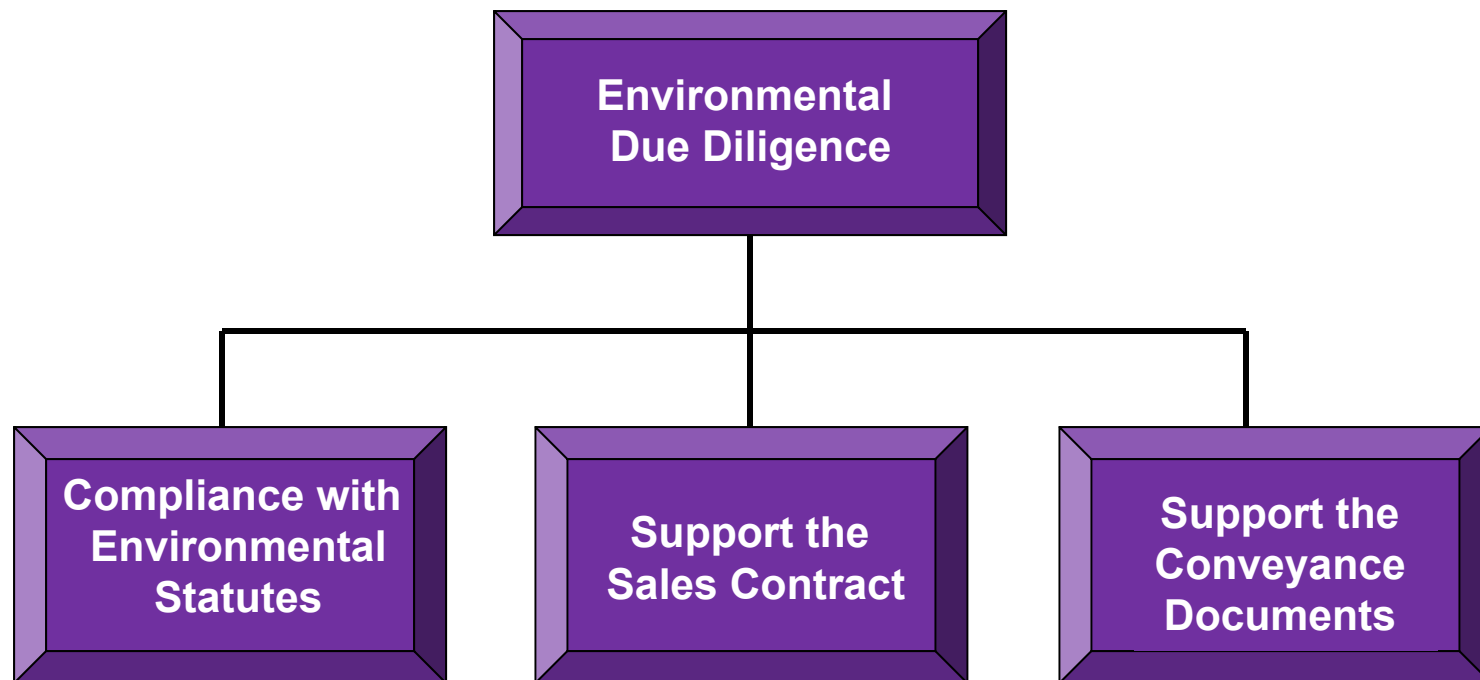 Environmental
Due Diligence
Compliance with
Environmental
Statutes
Support the
Sales Contract
Support the
Conveyance
Documents